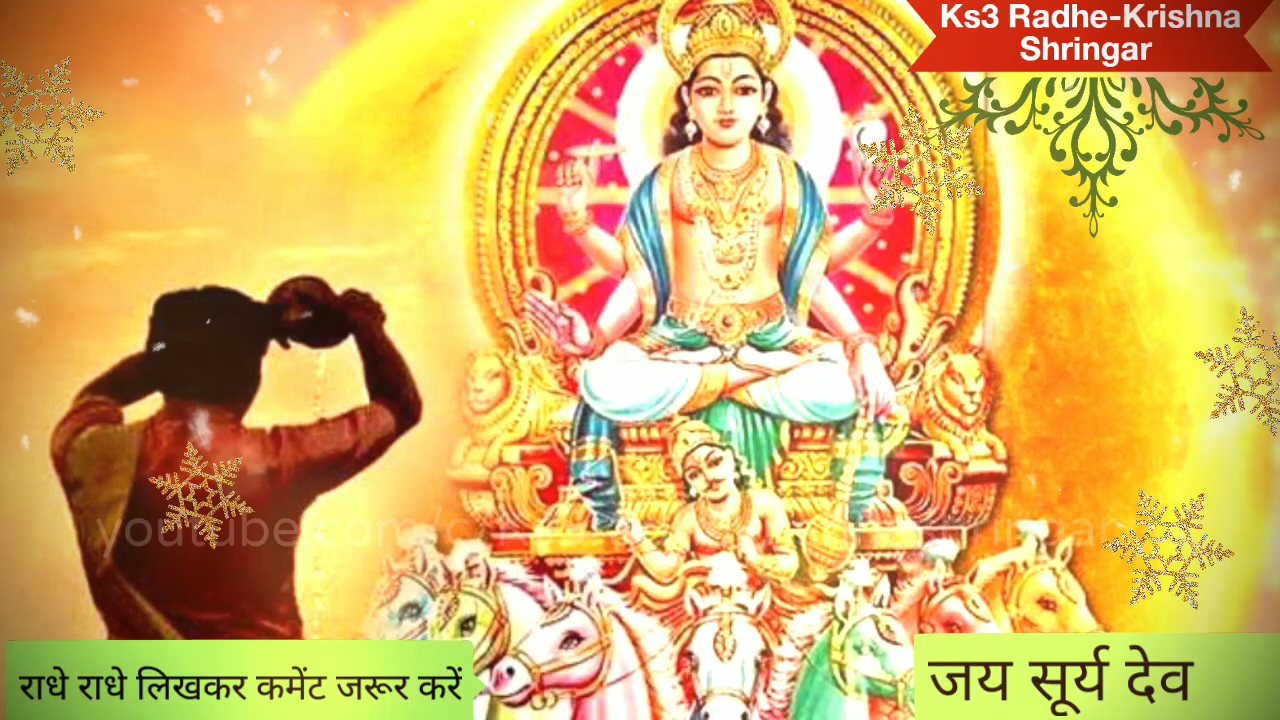 Ks3 Radhe-Krishna
Shringar
राधे राधे लिखकर कमेंट जरूर करें
जय सूर्य देव